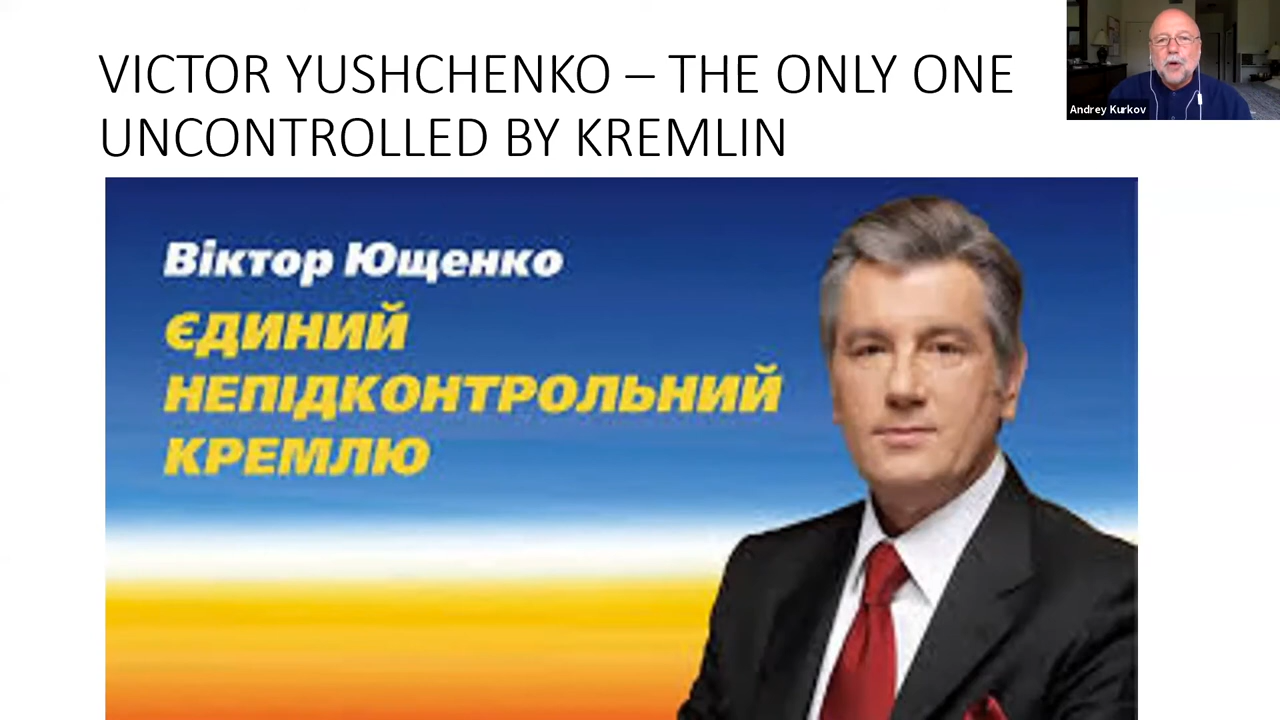 VICTOR YUSHCHENKO – THE ONLY ONE
UNCONTROLLED BY KREMLIN
Andrey Kurkov
Віктор Ющенко
ЄДИНИЙ
НЕПІДКОНТРОЛЬНИЙ
КРЕМЛЮ